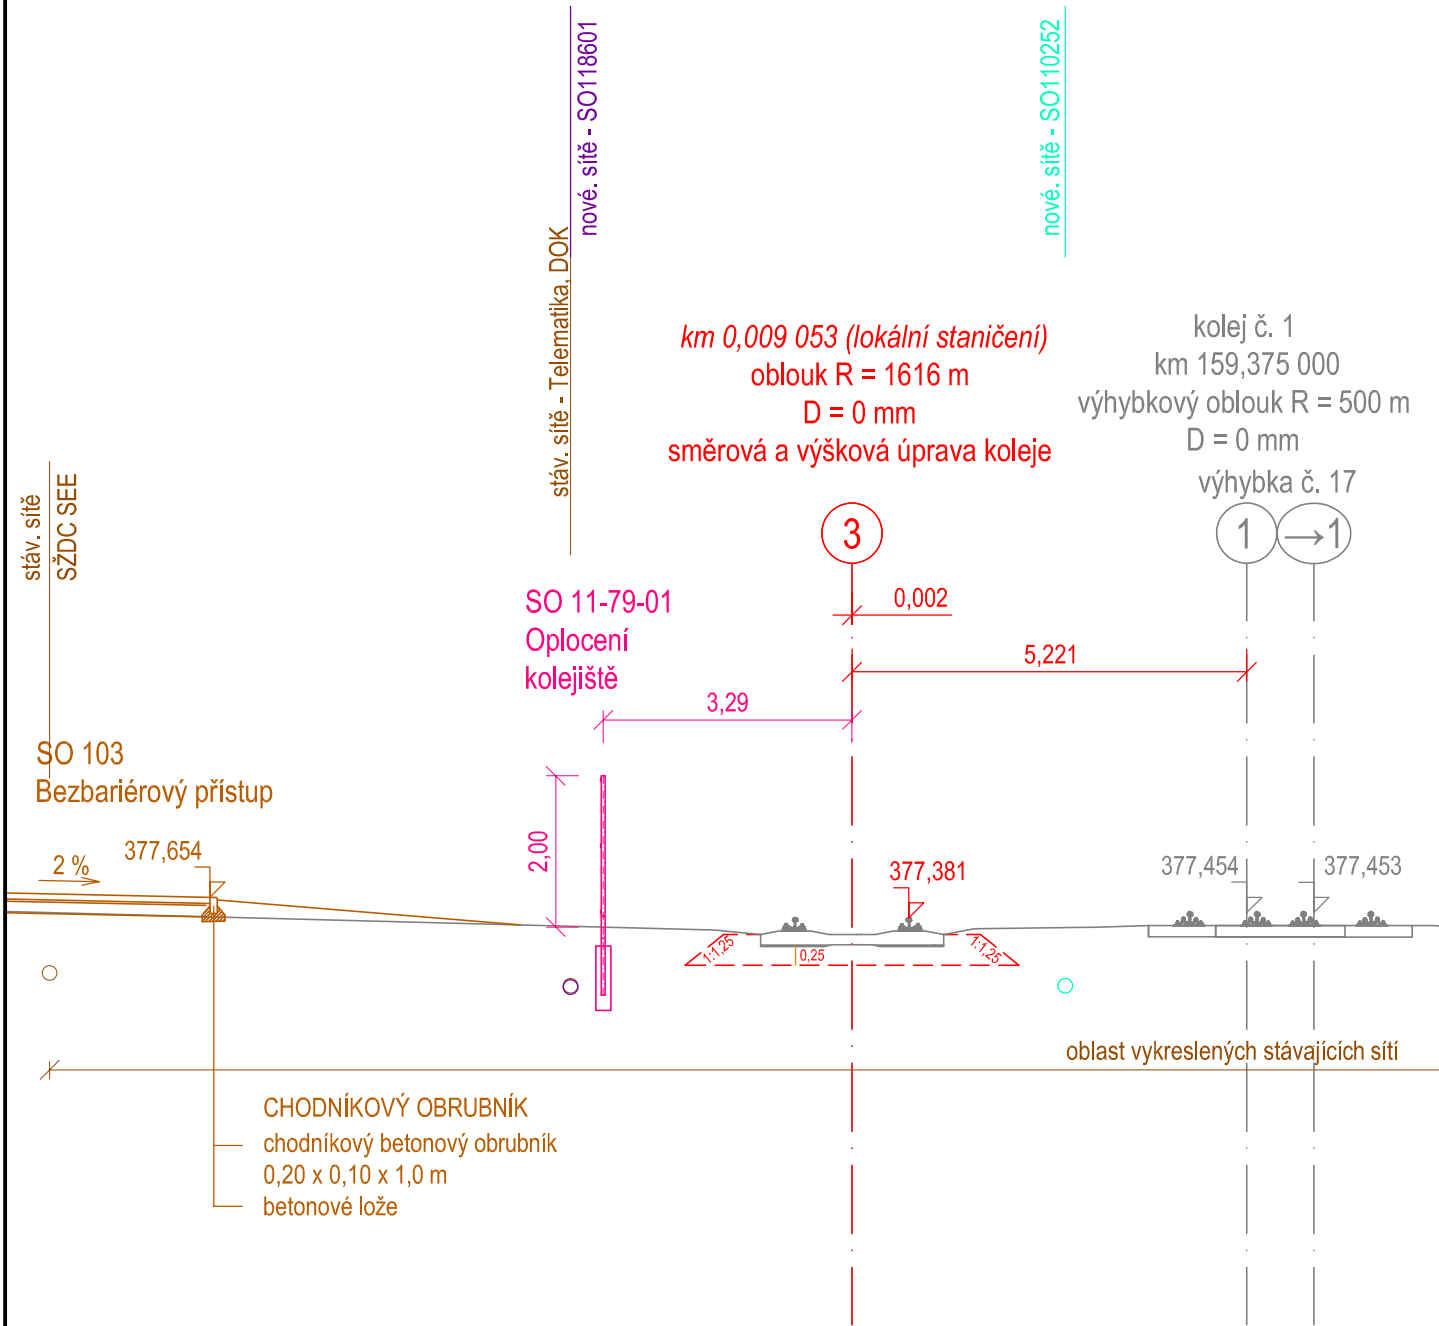 nové. sítě - SO118601
nové. sítě - SO110252
stáv. sítě - Telematika, DOK
stáv. sítě
SŽDC SEE
km 0,009 053 (lokální staničení)
oblouk R = 1616 m
D = 0 mm
směrová a výšková úprava koleje
kolej č. 1
km 159,375 000
výhybkový oblouk R = 500 m
D = 0 mm
výhybka č. 17
3
1
→1
0,002
5,221
SO 11-79-01
Oplocení
kolejiště
3,29
2,00
SO 103
Bezbariérový přístup
2 %
377,654
377,381
377,454
377,453
1:1,25
0,25
1:1,25
oblast vykreslených stávajících sítí
CHODNÍKOVÝ OBRUBNÍK
chodníkový betonový obrubník
0,20 x 0,10 x 1,0 m
betonové lože